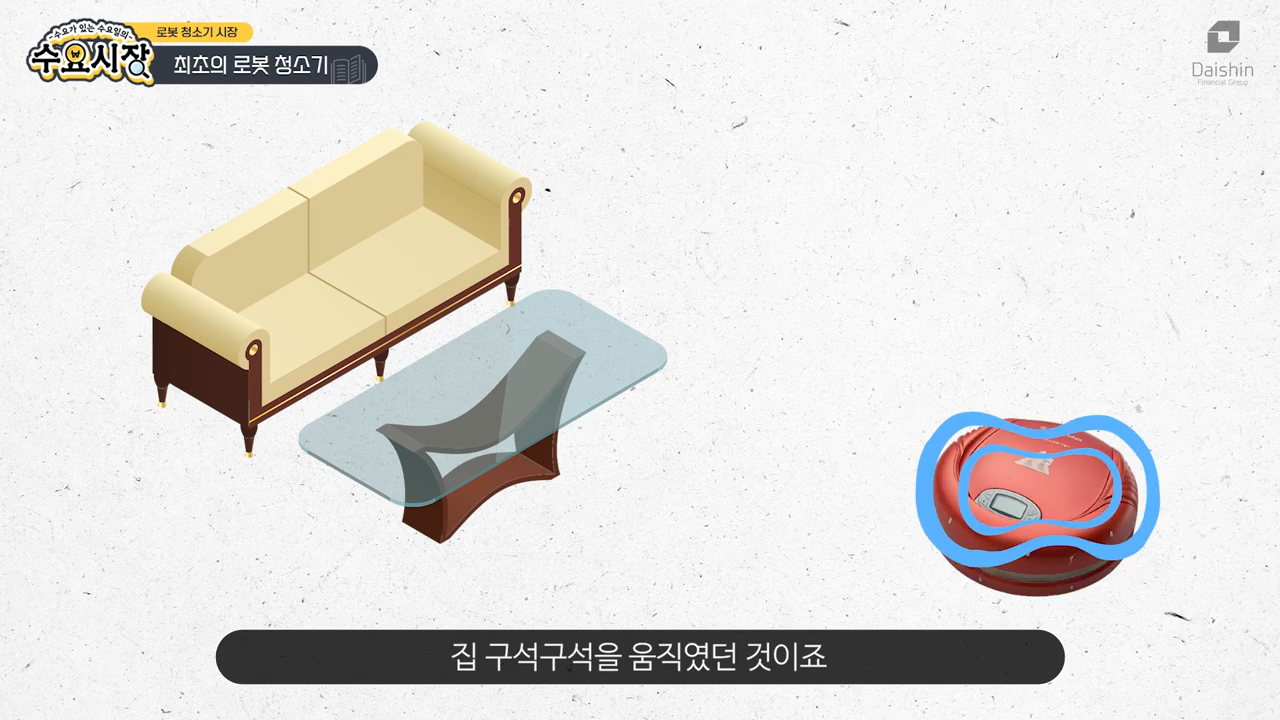 -수요가 있는 수요일의-
수요시장
로봇 청소기 시장
최초의 로봇 청소기
Daishin
Financial Group
집 구석구석을 움직였던 것이죠